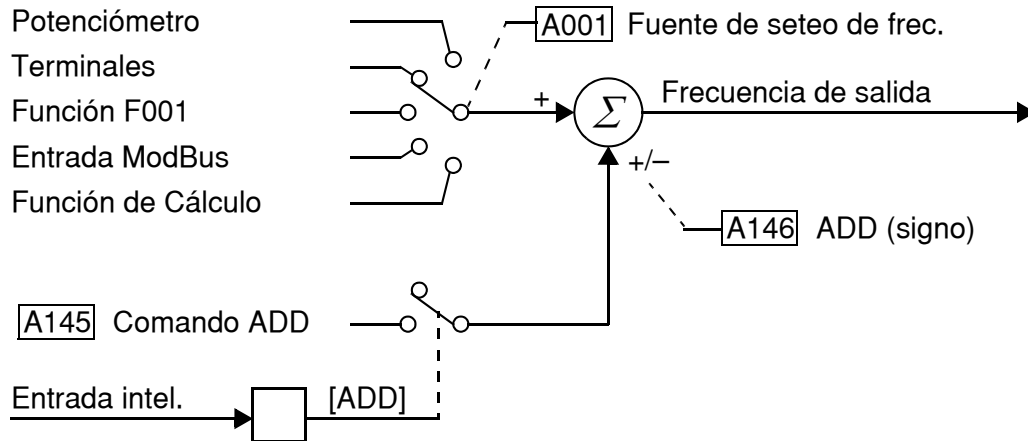 Potenciómetro
A001 Fuente de seteo de frec.
Terminales
Función F001
+
Σ
Frecuencia de salida
Entrada ModBus
+/–
Función de Cálculo
A146 ADD (signo)
A145 Comando ADD
Entrada intel.
[ADD]